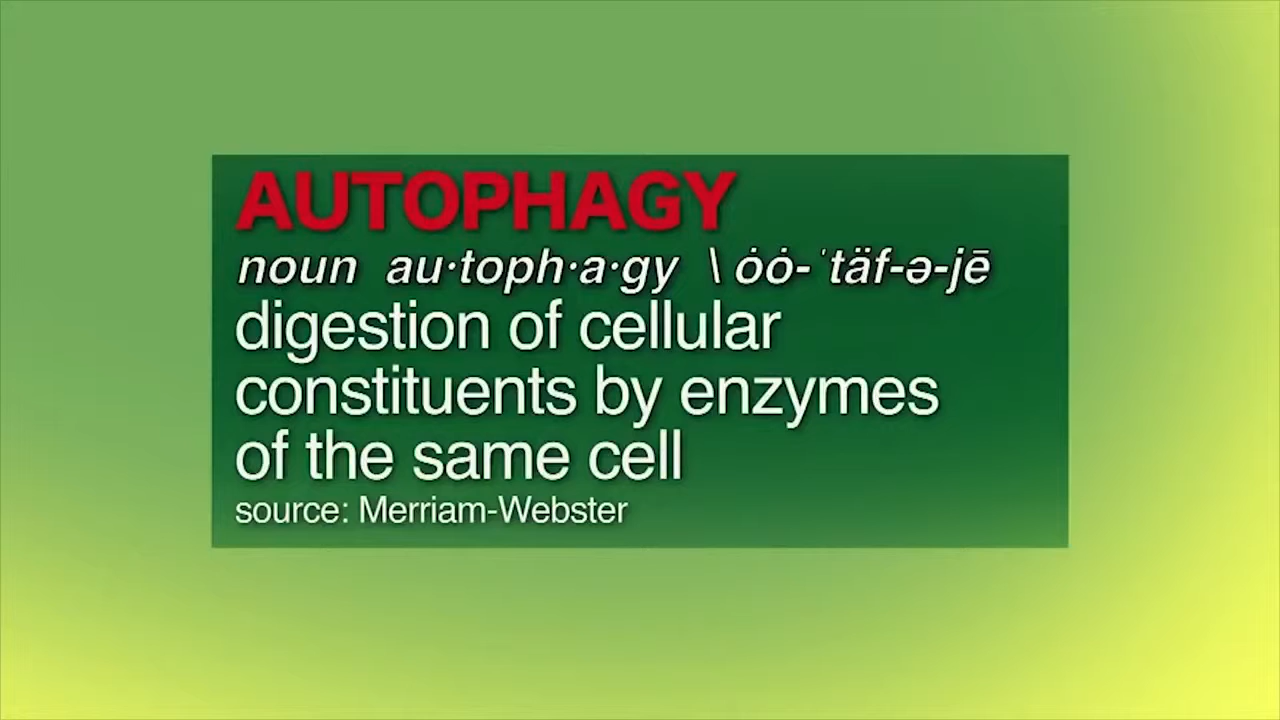 AUTOPHAGY
noun au·toph·a·gy \ ȯȯ-ˈtäf-ə-jē
digestion of cellular
constituents by enzymes
of the same cell
source: Merriam-Webster